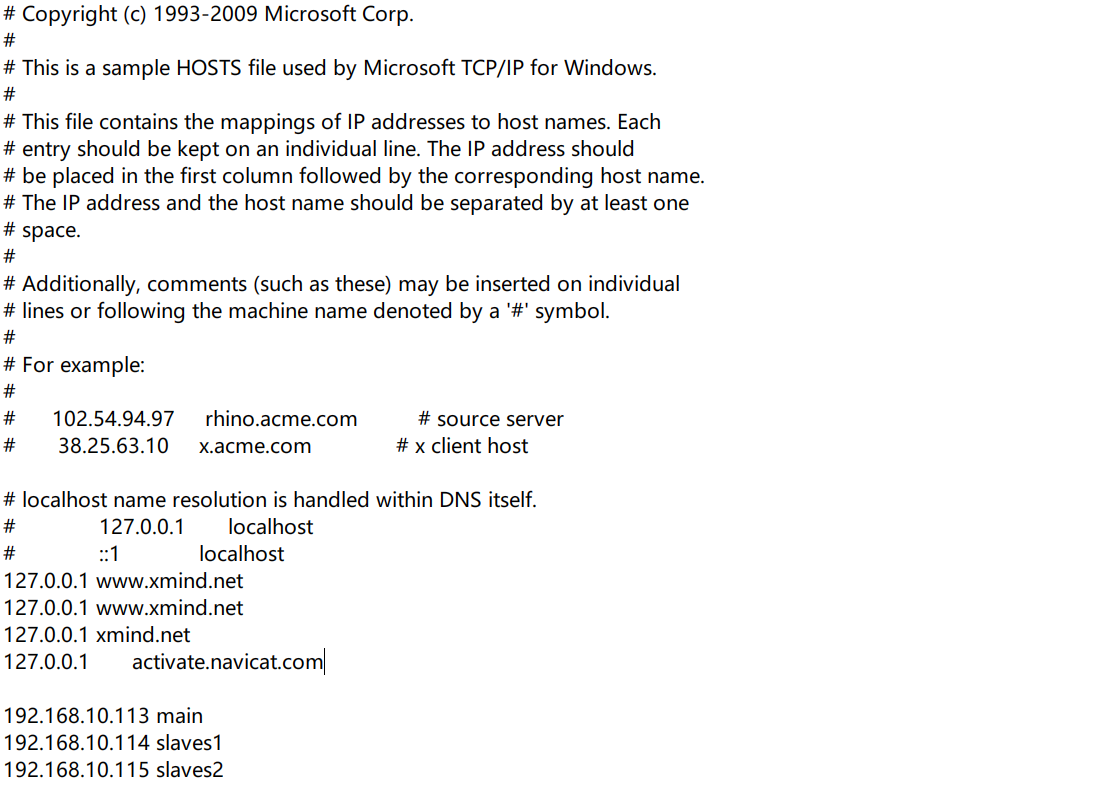 # Copyright (c) 1993-2009 Microsoft Corp.
#
# This is a sample HOSTS file used by Microsoft TCP/IP for Windows.
#
# This file contains the mappings of IP addresses to host names. Each
# entry should be kept on an individual line. The IP address should
# be placed in the first column followed by the corresponding host name.
# The IP address and the host name should be separated by at least one
# space.
#
# Additionally, comments (such as these) may be inserted on individual
# lines or following the machine name denoted by a '#' symbol.
#
# For example:
#
#      102.54.94.97     rhino.acme.com          # source server
#       38.25.63.10     x.acme.com              # x client host

# localhost name resolution is handled within DNS itself.
#	127.0.0.1       localhost
#	::1             localhost
127.0.0.1 www.xmind.net
127.0.0.1 www.xmind.net
127.0.0.1 xmind.net
127.0.0.1       activate.navicat.com

192.168.10.113 main
192.168.10.114 slaves1
192.168.10.115 slaves2